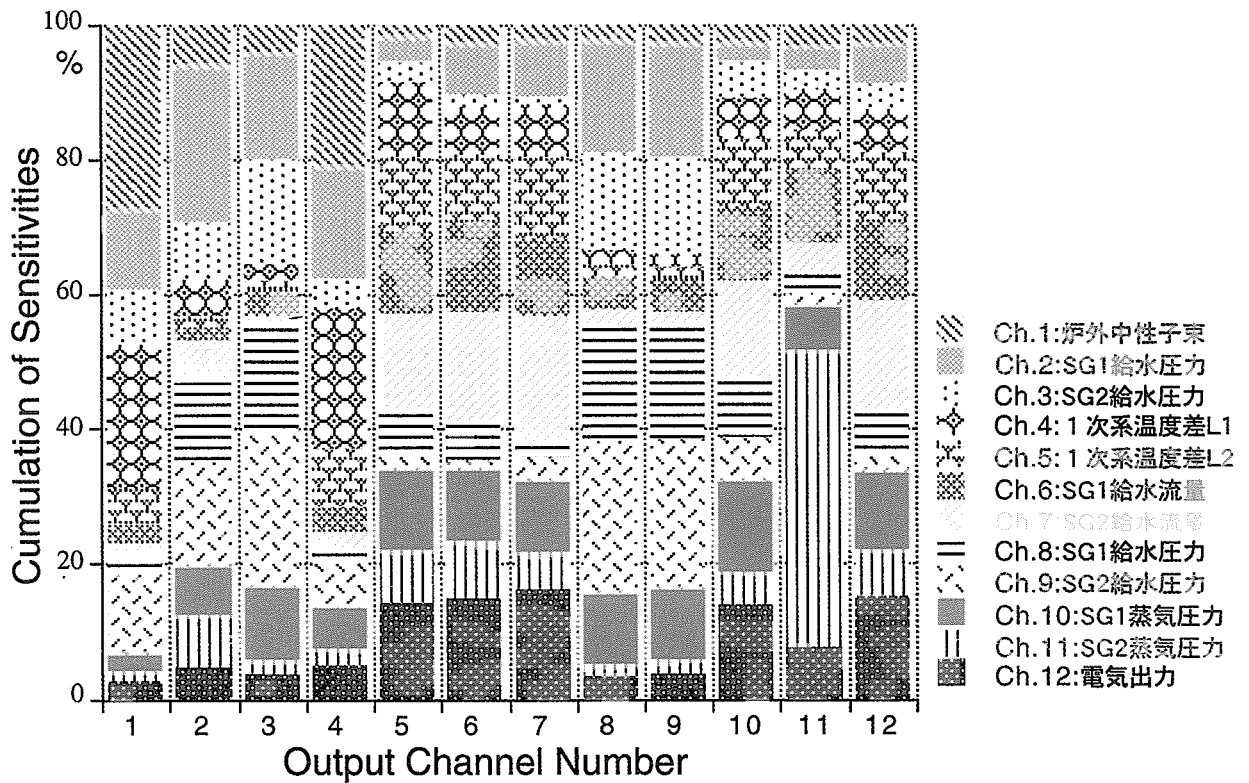 100
%
80
60
40
20
0
Cumulation of Sensitivities
1 2 3 4 5 6 7 8 9 10 11 12
Output Channel Number
Ch.1:炉外中性子束
Ch.2:SG1給水圧力
Ch.3:SG2給水圧力
Ch.4:1次系温度差L1
Ch.5:1次系温度差L2
Ch.6:SG1給水流量
Ch.7:SG2給水流量
Ch.8:SG1給水圧力
Ch.9:SG2給水圧力
Ch.10:SG1蒸気圧力
Ch.11:SG2蒸気圧力
Ch.12:電気出力